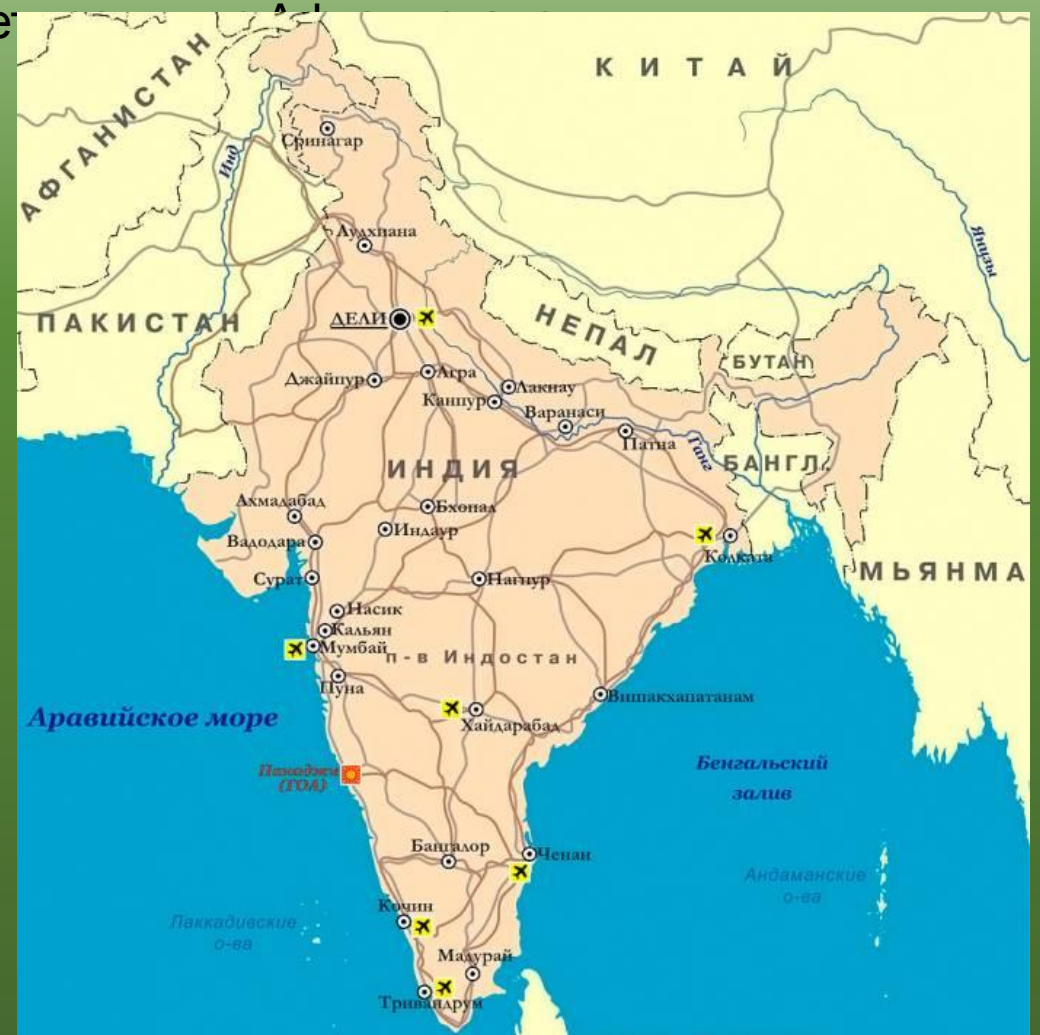 КИТАЙ
АФГАНИСТАН
Сринагар
Инд
Лудхиана
Янцзы
ПАКИСТАН
ДЕЛИ
НЕПАЛ
БУТАН
Джайпур
Агра
Лакнау
Канпур
Варанаси
Патна
Ганг
БАНГЛ.
ИНДИЯ
Ахмадабад
Бхопал
Индаур
Вадодара
Колката
Сурат
Нагпур
МЬЯНМА
Насик
Кальян
Мумбай
п-в Индостан
Пуна
Вишакхапатанам
Аравийское море
Хайдарабад
Панаджи
(ГОА)
Бенгальский
залив
Бангалор
Ченаи
Андаманские
о-ва
Кочин
Лаккадивские
о-ва
Мадурай
Тривандрум